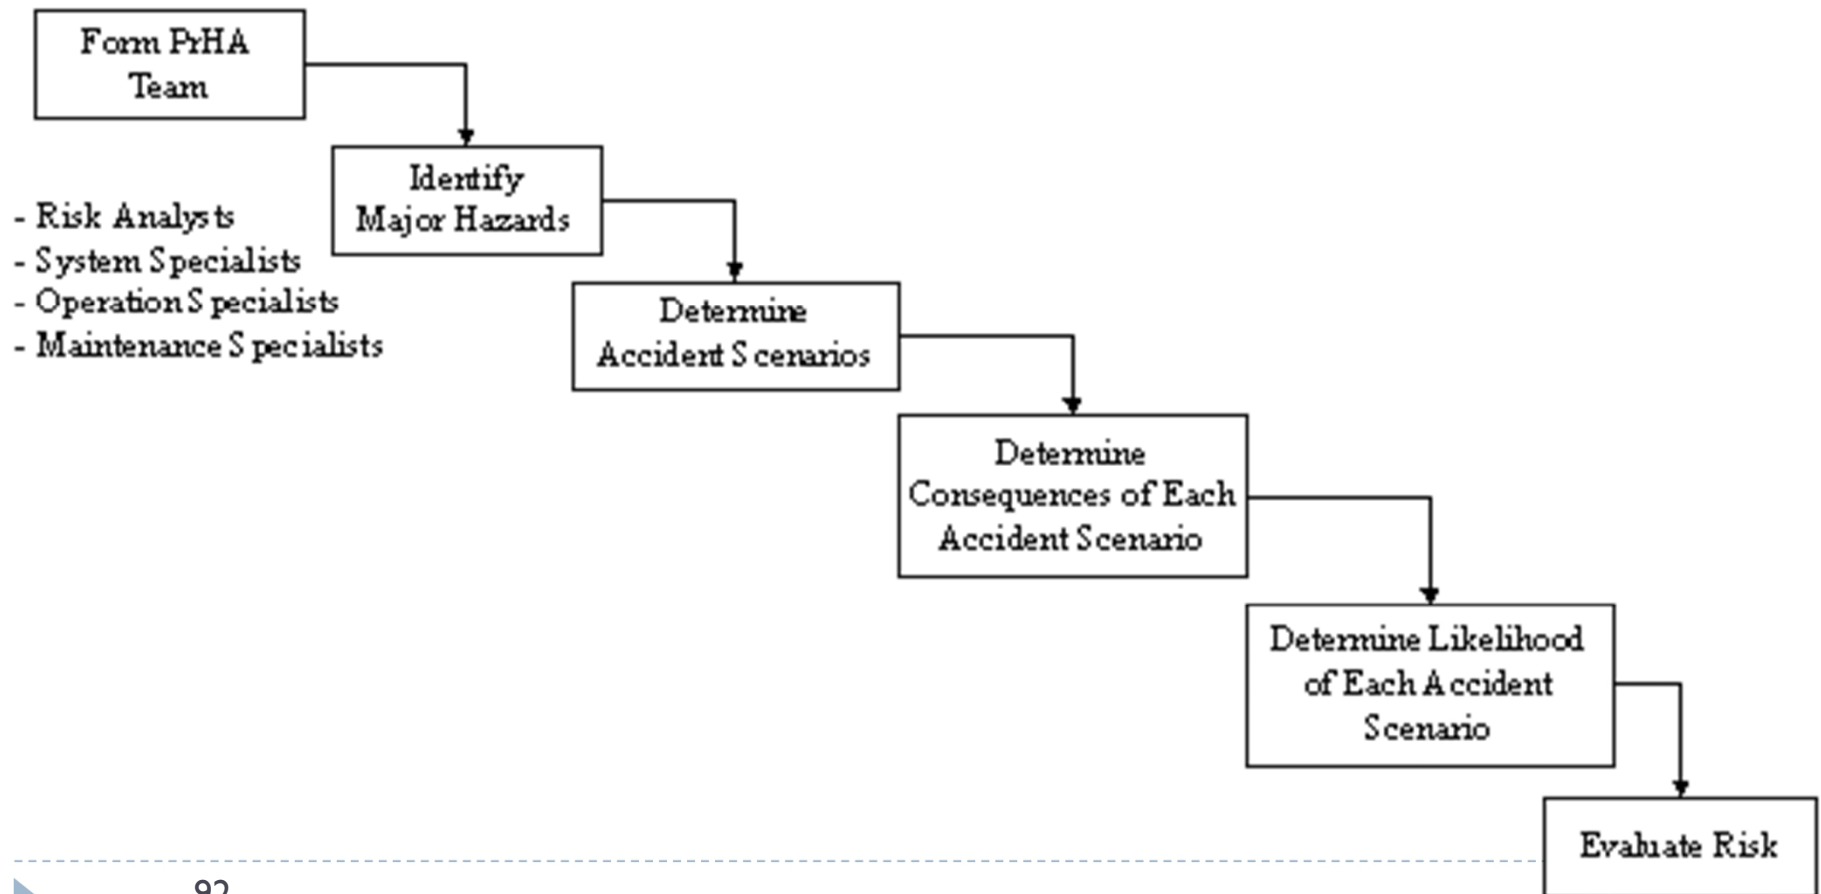 Form PrHA
Team
Identify
Major Hazards
- Risk Analysts
- System Specialists
- Operation Specialists
- Maintenance Specialists
Determine
Accident Scenarios
Determine
Consequences of Each
Accident Scenario
Determine Likelihood
of Each Accident
Scenario
Evaluate Risk
92